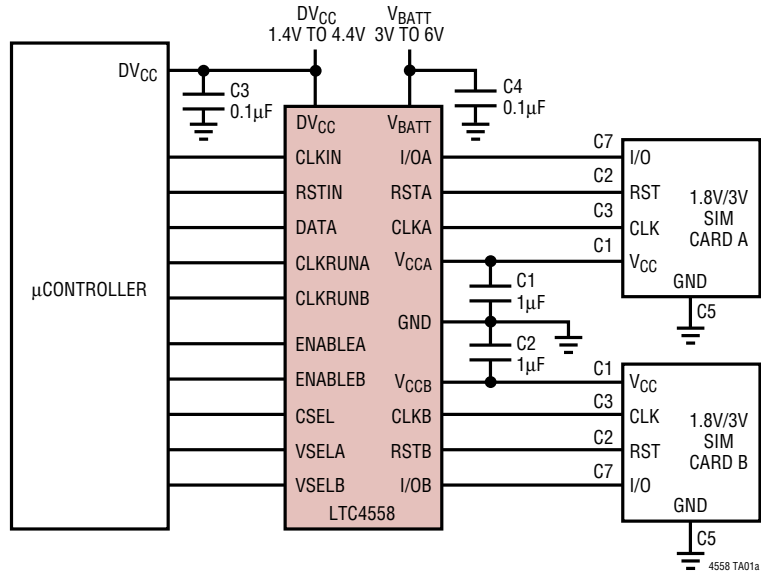 DVCC
1.4V TO 4.4V
VBATT
3V TO 6V
DVCC
C3
0.1µF
C4
0.1µF
µCONTROLLER
DVCC
CLKIN
RSTIN
DATA
CLKRUNA
CLKRUNB
ENABLEA
ENABLEB
CSEL
VSELA
VSELB
VBATT
I/OA
RSTA
CLKA
VCCA
GND
VCCB
CLKB
RSTB
I/OB
LTC4558
C1
1µF
C2
1µF
C7
C2
C3
C1
I/O
RST
CLK
VCC
1.8V/3V
SIM
CARD A
GND
C5
C1
C3
C2
C7
VCC
CLK
RST
I/O
1.8V/3V
SIM
CARD B
GND
C5
4558 TA01a